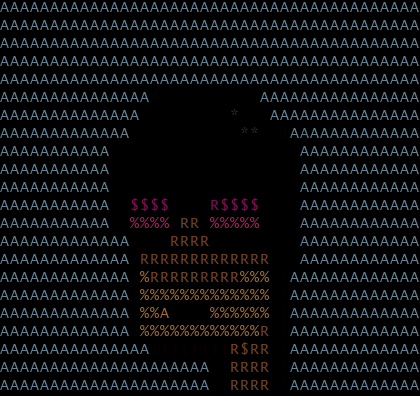 AAAAAAAAAAAAAAAAAAAAAAAAAAAAAAAAAAAAAAAAAA
AAAAAAAAAAAAAAAAAAAAAAAAAAAAAAAAAAAAAAAAAA
AAAAAAAAAAAAAAAAAAAAAAAAAAAAAAAAAAAAAAAAAA
AAAAAAAAAAAAAAAAAAAAAAAAAAAAAAAAAAAAAAAAAA
AAAAAAAAAAAAAAAAAAAAAAAAAAAAAAAAAAAAAAAAAA
AAAAAAAAAAAAAAA           AAAAAAAAAAAAAAAA
AAAAAAAAAAAAAA         *   AAAAAAAAAAAAAAA
AAAAAAAAAAAAA           **   AAAAAAAAAAAAA
AAAAAAAAAAA                   AAAAAAAAAAAA
AAAAAAAAAAA                   AAAAAAAAAAAA
AAAAAAAAAAA                   AAAAAAAAAAAA
AAAAAAAAAAA  $$$$    R$$$$    AAAAAAAAAAAA
AAAAAAAAAAA  %%%% RR %%%%%    AAAAAAAAAAAA
AAAAAAAAAAAAA    RRRR         AAAAAAAAAAAA
AAAAAAAAAAAAA RRRRRRRRRRRRR   AAAAAAAAAAAA
AAAAAAAAAAAAA %RRRRRRRRR%%%  AAAAAAAAAAAAA
AAAAAAAAAAAAA %%%%%%%%%%%%%  AAAAAAAAAAAAA
AAAAAAAAAAAAA %%A    %%%%%%  AAAAAAAAAAAAA
AAAAAAAAAAAAA %%%%%%%%%%%%R  AAAAAAAAAAAAA
AAAAAAAAAAAAAAA        R$RR  AAAAAAAAAAAAA
AAAAAAAAAAAAAAAAAAAAA  RRRR  AAAAAAAAAAAAA
AAAAAAAAAAAAAAAAAAAAA  RRRR  AAAAAAAAAAAAA